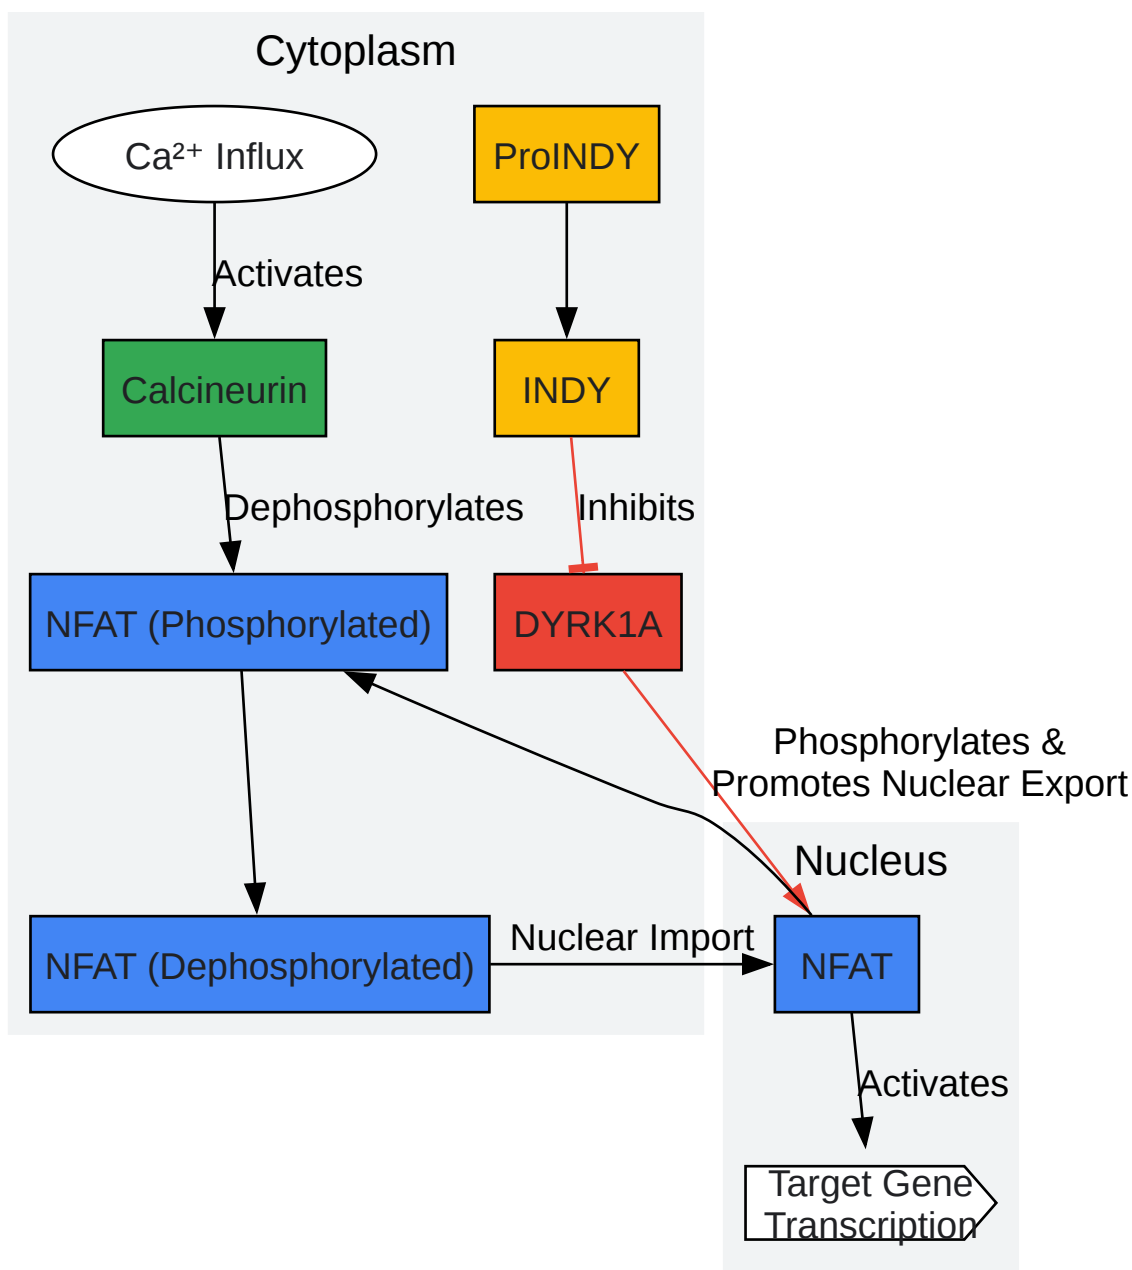 Cytoplasm
Ca²⁺ Influx
ProINDY
Activates
Calcineurin
INDY
Dephosphorylates
Inhibits
NFAT (Phosphorylated)
DYRK1A
Phosphorylates &
Promotes Nuclear Export
Nucleus
NFAT (Dephosphorylated)
Nuclear Import
NFAT
Activates
Target Gene
Transcription